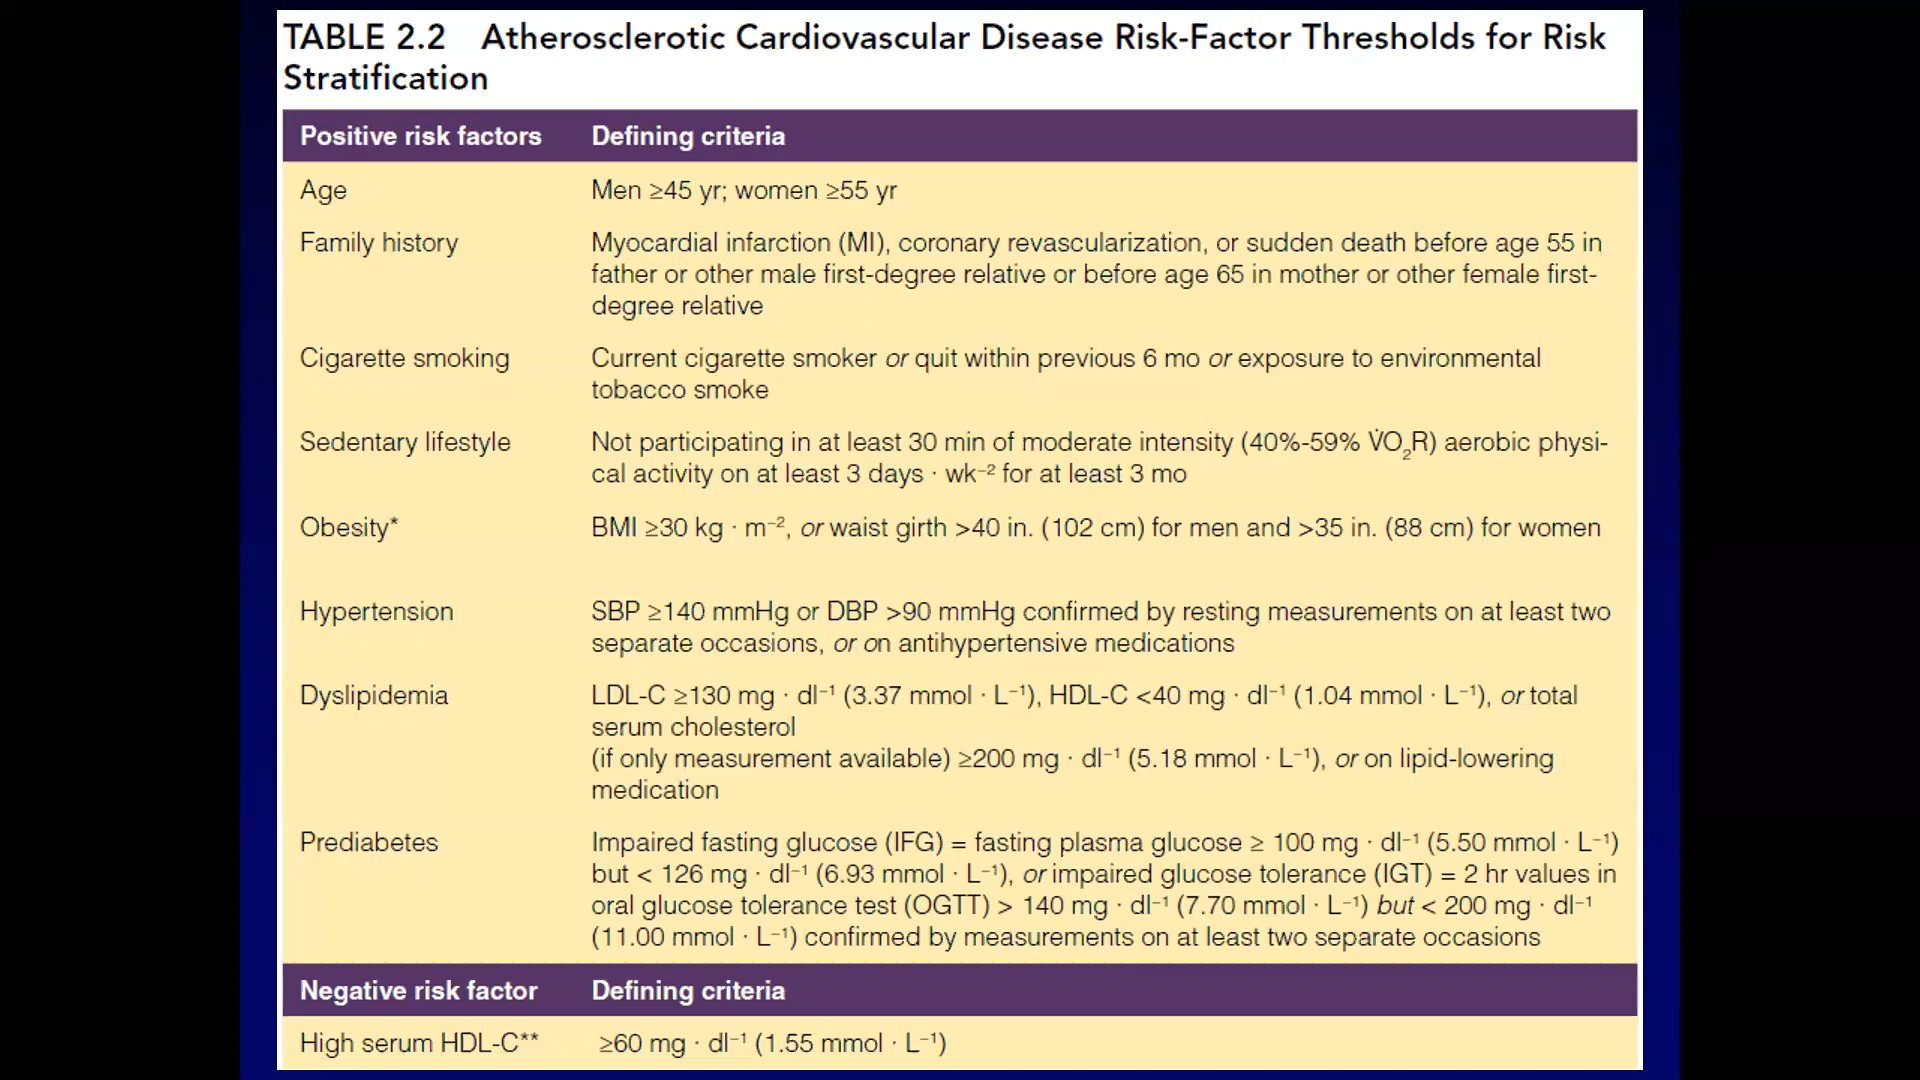 TABLE 2.2 Atherosclerotic Cardiovascular Disease Risk-Factor Thresholds for Risk
Stratification
Positive risk factors Defining criteria
Age Men ≥45 yr; women ≥55 yr
Family history Myocardial infarction (MI), coronary revascularization, or sudden death before age 55 in
father or other male first-degree relative or before age 65 in mother or other female first-
degree relative
Cigarette smoking Current cigarette smoker or quit within previous 6 mo or exposure to environmental
tobacco smoke
Sedentary lifestyle Not participating in at least 30 min of moderate intensity (40%-59% V̇O₂R) aerobic physi-
cal activity on at least 3 days · wk⁻² for at least 3 mo
Obesity* BMI ≥30 kg · m⁻², or waist girth >40 in. (102 cm) for men and >35 in. (88 cm) for women
Hypertension SBP ≥140 mmHg or DBP >90 mmHg confirmed by resting measurements on at least two
separate occasions, or on antihypertensive medications
Dyslipidemia LDL-C ≥130 mg · dl⁻¹ (3.37 mmol · L⁻¹), HDL-C <40 mg · dl⁻¹ (1.04 mmol · L⁻¹), or total
serum cholesterol
(if only measurement available) ≥200 mg · dl⁻¹ (5.18 mmol · L⁻¹), or on lipid-lowering
medication
Prediabetes Impaired fasting glucose (IFG) = fasting plasma glucose ≥ 100 mg · dl⁻¹ (5.50 mmol · L⁻¹)
but < 126 mg · dl⁻¹ (6.93 mmol · L⁻¹), or impaired glucose tolerance (IGT) = 2 hr values in
oral glucose tolerance test (OGTT) > 140 mg · dl⁻¹ (7.70 mmol · L⁻¹) but < 200 mg · dl⁻¹
(11.00 mmol · L⁻¹) confirmed by measurements on at least two separate occasions
Negative risk factor Defining criteria
High serum HDL-C** ≥60 mg · dl⁻¹ (1.55 mmol · L⁻¹)